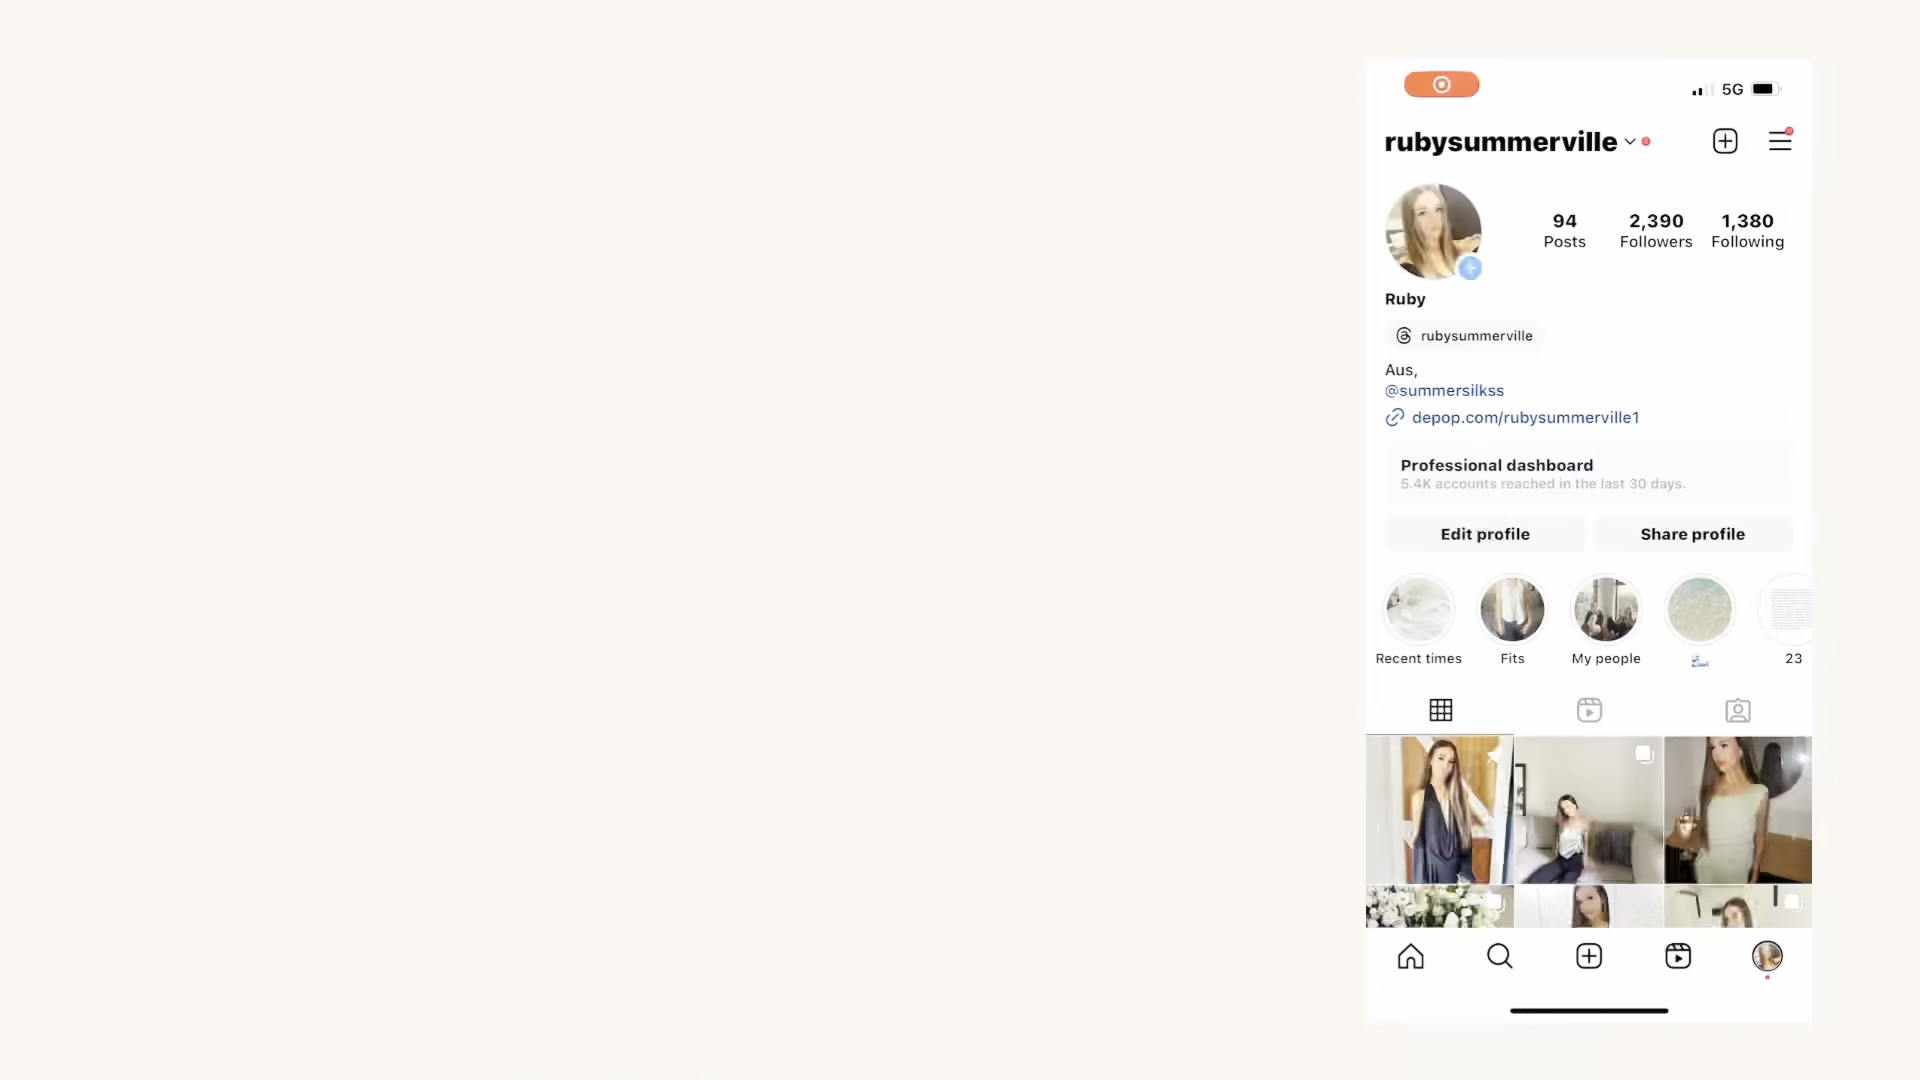 5G
rubysummerville
94
Posts
2,390
Followers
1,380
Following
Ruby
rubysummerville
Aus,
@summersilkss
depop.com/rubysummerville1
Professional dashboard
5.4K accounts reached in the last 30 days.
Edit profile
Share profile
Recent times
Fits
My people
23